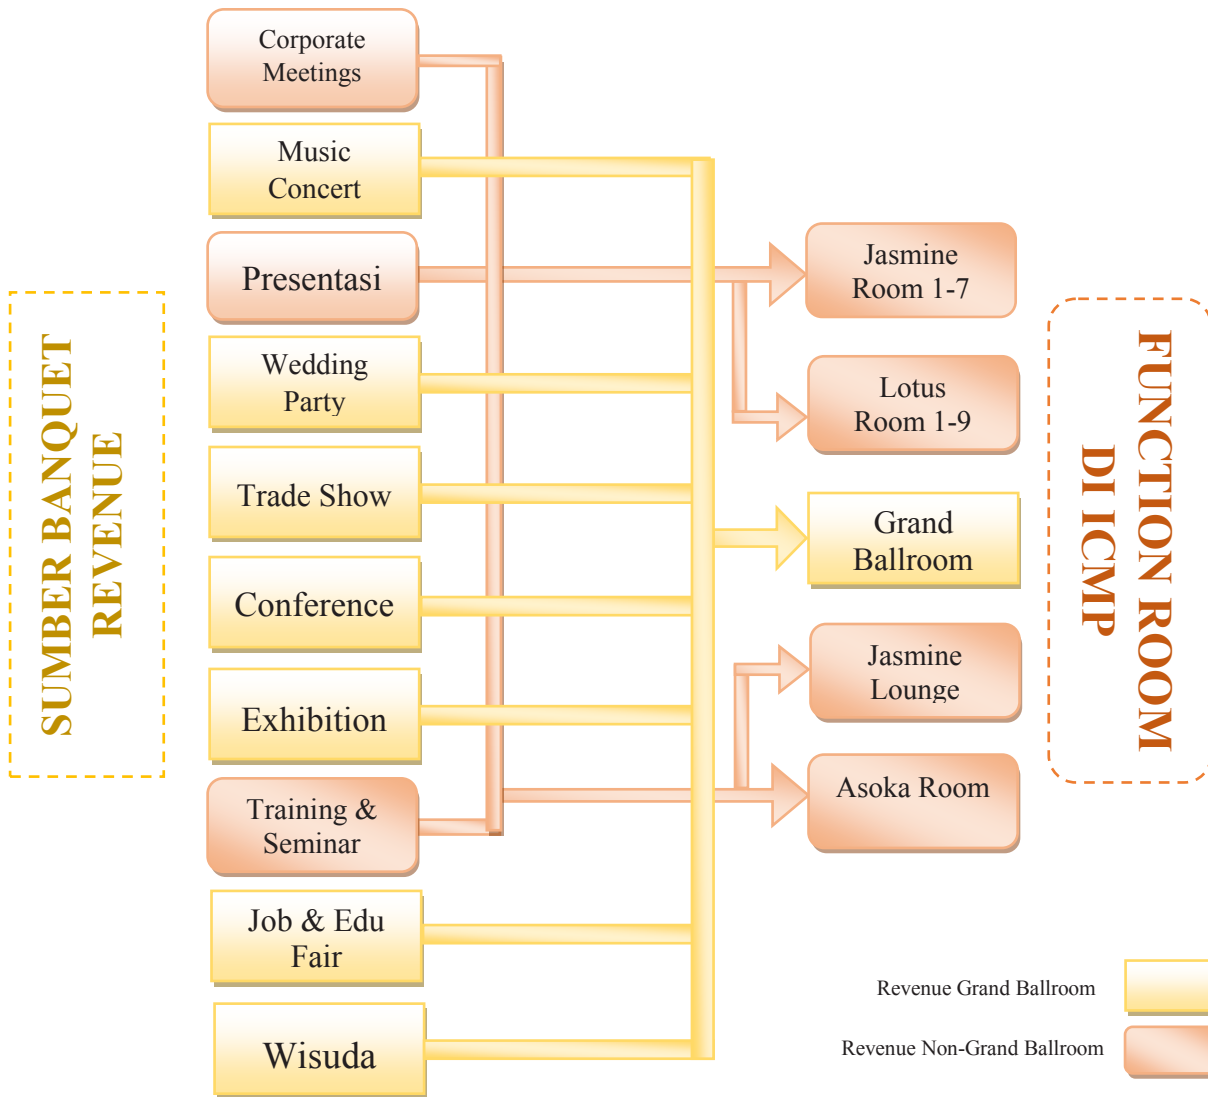 SUMBER BANQUET
REVENUE
Corporate
Meetings
Music
Concert
Presentasi
Wedding
Party
Trade Show
Conference
Exhibition
Training &
Seminar
Job & Edu
Fair
Wisuda
Jasmine
Room 1-7
Lotus
Room 1-9
Grand
Ballroom
Jasmine
Lounge
Asoka Room
FUNCTION ROOM
DI ICMP
Revenue Grand Ballroom
Revenue Non-Grand Ballroom